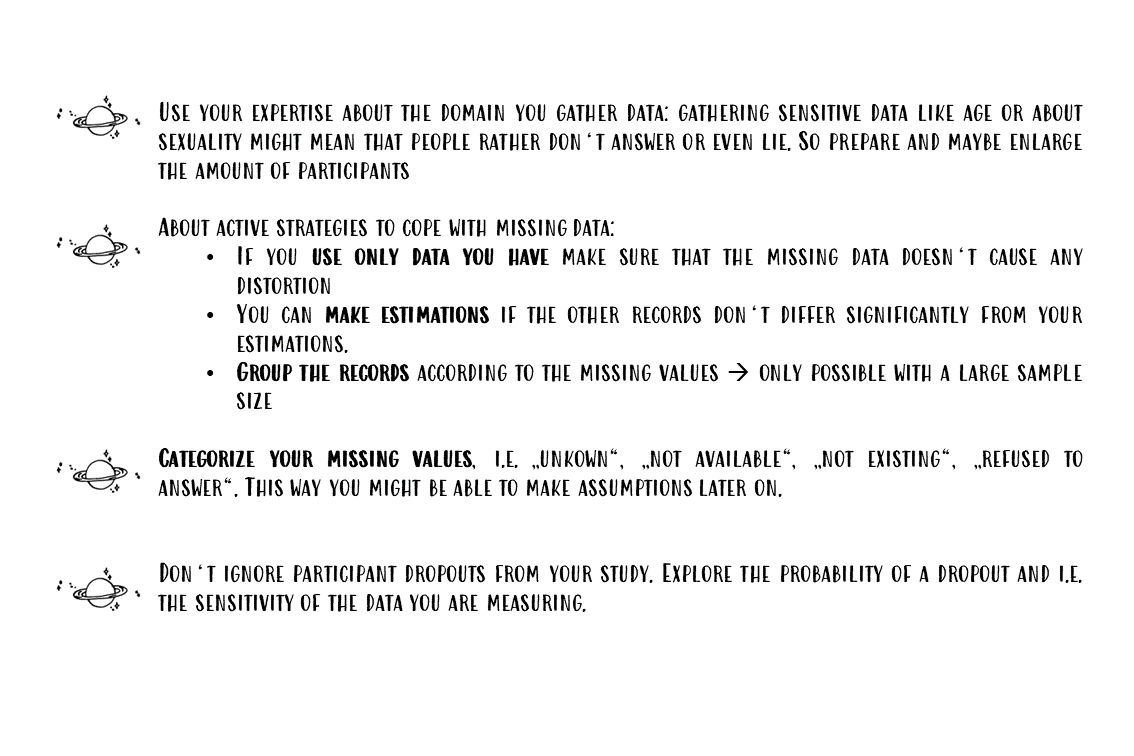 Use your expertise about the domain you gather data: gathering sensitive data like age or about
sexuality might mean that people rather don‘t answer or even lie. So prepare and maybe enlarge
the amount of participants
About active strategies to cope with missing data:
• If you use only data you have make sure that the missing data doesn‘t cause any
distortion
• You can make estimations if the other records don‘t differ significantly from your
estimations.
• Group the records according to the missing values → only possible with a large sample
size
Categorize your missing values, i.e. „unkown“, „not available“, „not existing“, „refused to
answer“. This way you might be able to make assumptions later on.
Don‘t ignore participant dropouts from your study. Explore the probability of a dropout and i.e.
the sensitivity of the data you are measuring.